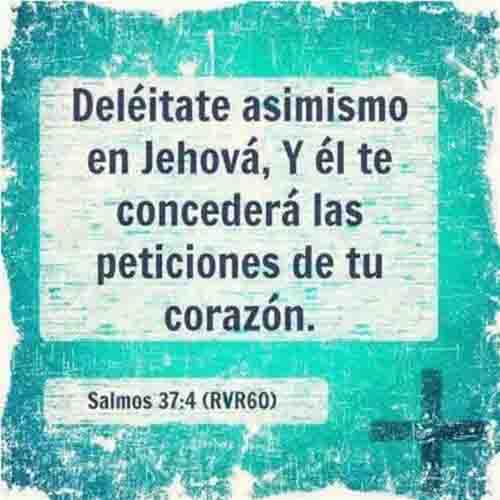 Deléitate asimismo
en Jehová, Y él te
concederá las
peticiones de tu
corazón.
Salmos 37:4 (RVR60)